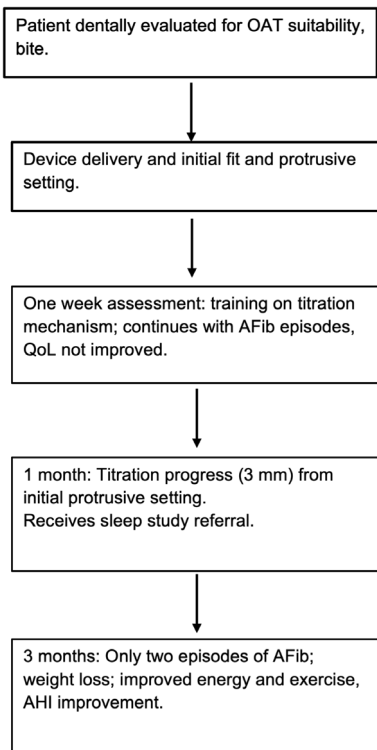 Patient dentally evaluated for OAT suitability,
bite.
Device delivery and initial fit and protrusive
setting.
One week assessment: training on titration
mechanism; continues with AFib episodes,
QoL not improved.
1 month: Titration progress (3 mm) from
initial protrusive setting.
Receives sleep study referral.
3 months: Only two episodes of AFib;
weight loss; improved energy and exercise,
AHI improvement.